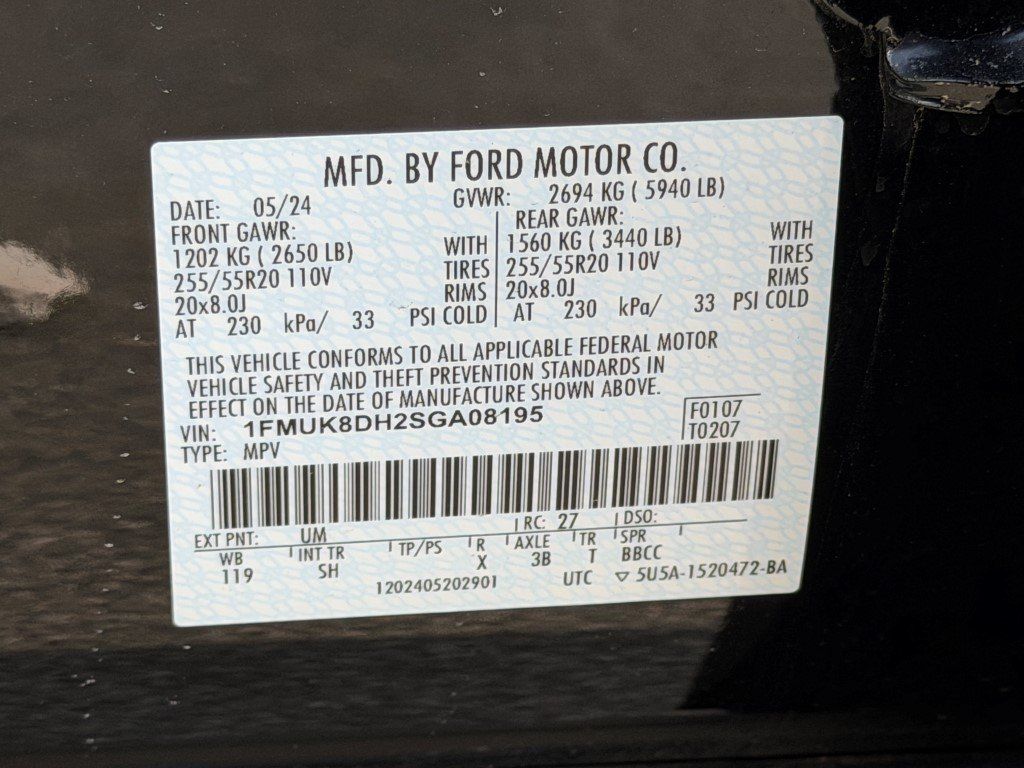 MFD. BY FORD MOTOR CO.
DATE: 05/24 GVWR: 2694 KG ( 5940 LB)
FRONT GAWR: REAR GAWR:
1202 KG ( 2650 LB) WITH 1560 KG ( 3440 LB) WITH
255/55R20 110V TIRES 255/55R20 110V TIRES
20x8.0J RIMS 20x8.0J RIMS
AT 230 kPa/ 33 PSI COLD AT 230 kPa/ 33 PSI COLD
THIS VEHICLE CONFORMS TO ALL APPLICABLE FEDERAL MOTOR
VEHICLE SAFETY AND THEFT PREVENTION STANDARDS IN
EFFECT ON THE DATE OF MANUFACTURE SHOWN ABOVE.
VIN: 1FMUK8DH2SGA08195 F0107
TYPE: MPV T0207
EXT PNT: UM RC: 27 DSO:
WB INT TR TP/PS R AXLE TR SPR
119 SH X 3B T BBCC
1202405202901 UTC ▽ 5U5A-1520472-BA